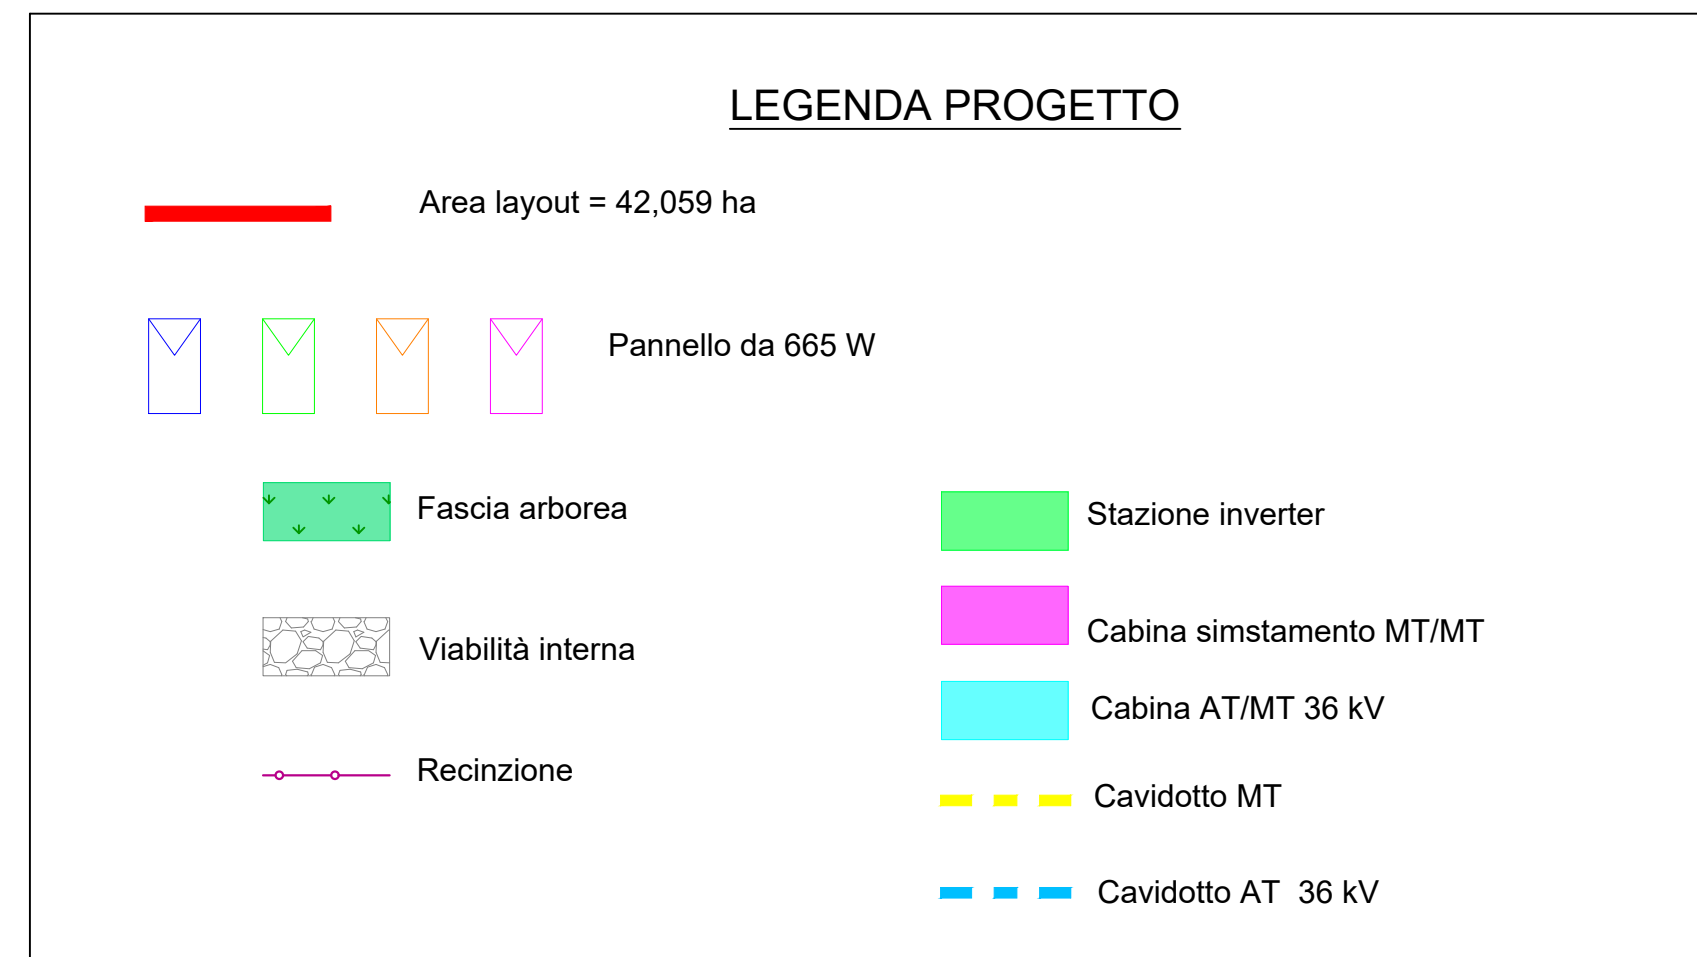 LEGENDA PROGETTO
Area layout = 42,059 ha
Pannello da 665 W
Fascia arborea
Stazione inverter
Viabilità interna
Cabina simstamento MT/MT
Cabina AT/MT 36 kV
Recinzione
Cavidotto MT
Cavidotto AT  36 kV